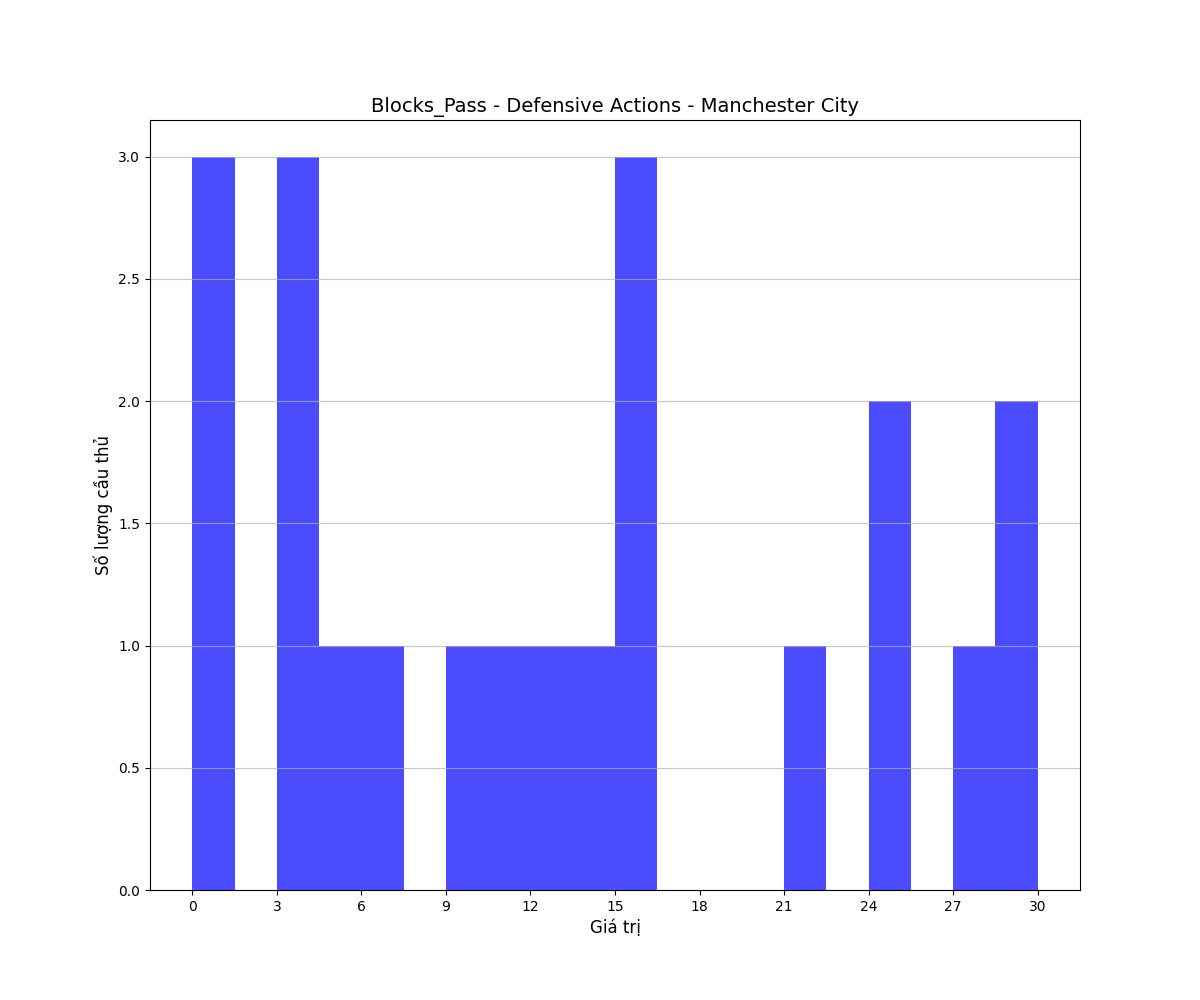 Blocks_Pass - Defensive Actions - Manchester City
3.0
2.5
2.0
1.5
1.0
0.5
0.0
Số lượng cầu thủ
0 3 6 9 12 15 18 21 24 27 30
Giá trị